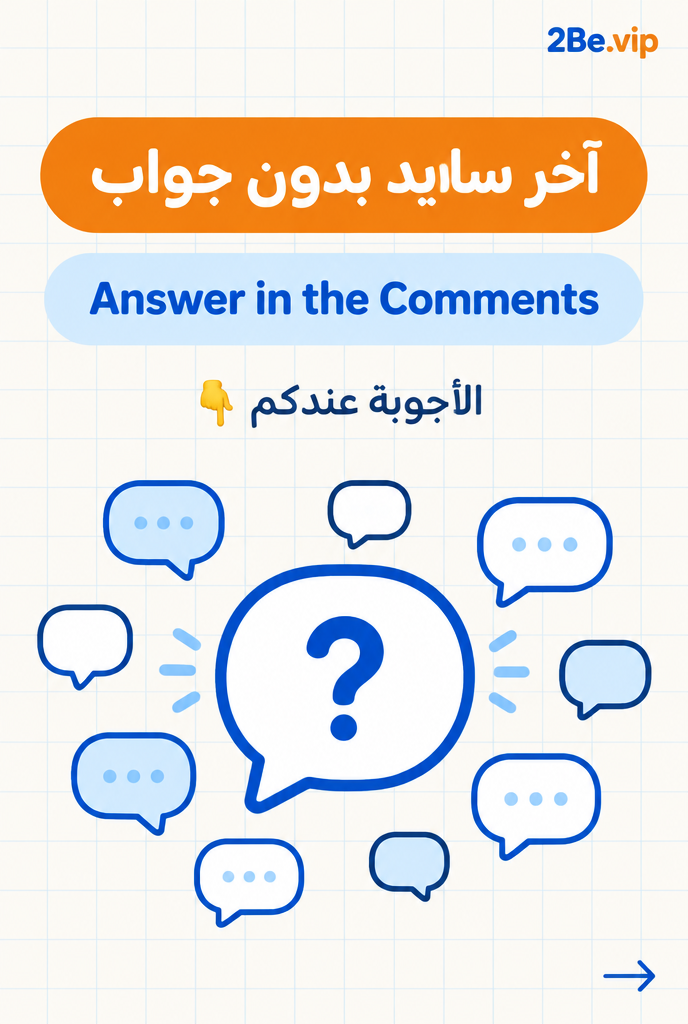 2Be.vip
آخر سلايد بدون جواب
Answer in the Comments
الأجوبة عندكم 👇
?